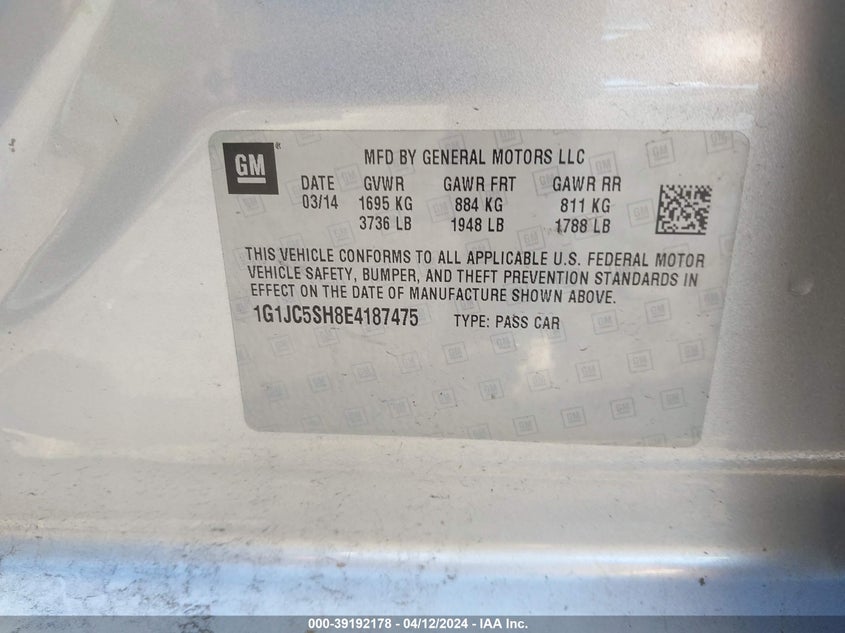 GM
MFD BY GENERAL MOTORS LLC
DATE GVWR GAWR FRT GAWR RR
03/14 1695 KG 884 KG 811 KG
3736 LB 1948 LB 1788 LB
THIS VEHICLE CONFORMS TO ALL APPLICABLE U.S. FEDERAL MOTOR
VEHICLE SAFETY, BUMPER, AND THEFT PREVENTION STANDARDS IN
EFFECT ON THE DATE OF MANUFACTURE SHOWN ABOVE.
1G1JC5SH8E4187475 TYPE: PASS CAR
000-39192178 - 04/12/2024 - IAA Inc.